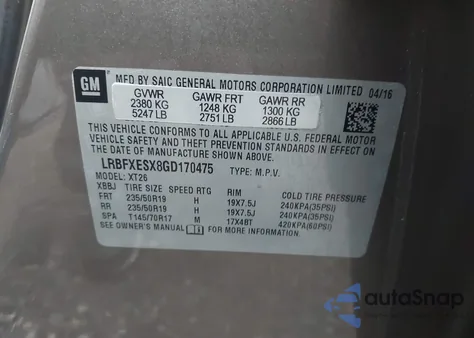 GM
MFD BY SAIC GENERAL MOTORS CORPORATION LIMITED 04/16
GVWR GAWR FRT GAWR RR
2380 KG 1248 KG 1300 KG
5247 LB 2751 LB 2866 LB
THIS VEHICLE CONFORMS TO ALL APPLICABLE U.S. FEDERAL MOTOR
VEHICLE SAFETY, BUMPER, AND THEFT PREVENTION STANDARDS IN
EFFECT ON THE DATE OF MANUFACTURE SHOWN ABOVE.
LRBFXESX8GD170475 TYPE: M.P.V.
MODEL: XT26
XBBJ TIRE SIZE SPEED RTG RIM
FRT 235/50R19 H 19X7.5J 240KPA(35PSI)
RR 235/50R19 H 19X7.5J 240KPA(35PSI)
SPA T145/70R17 M 17X4BT 420KPA(60PSI)
SEE OWNER'S MANUAL FOR MORE INFORMATION.
autoSnap